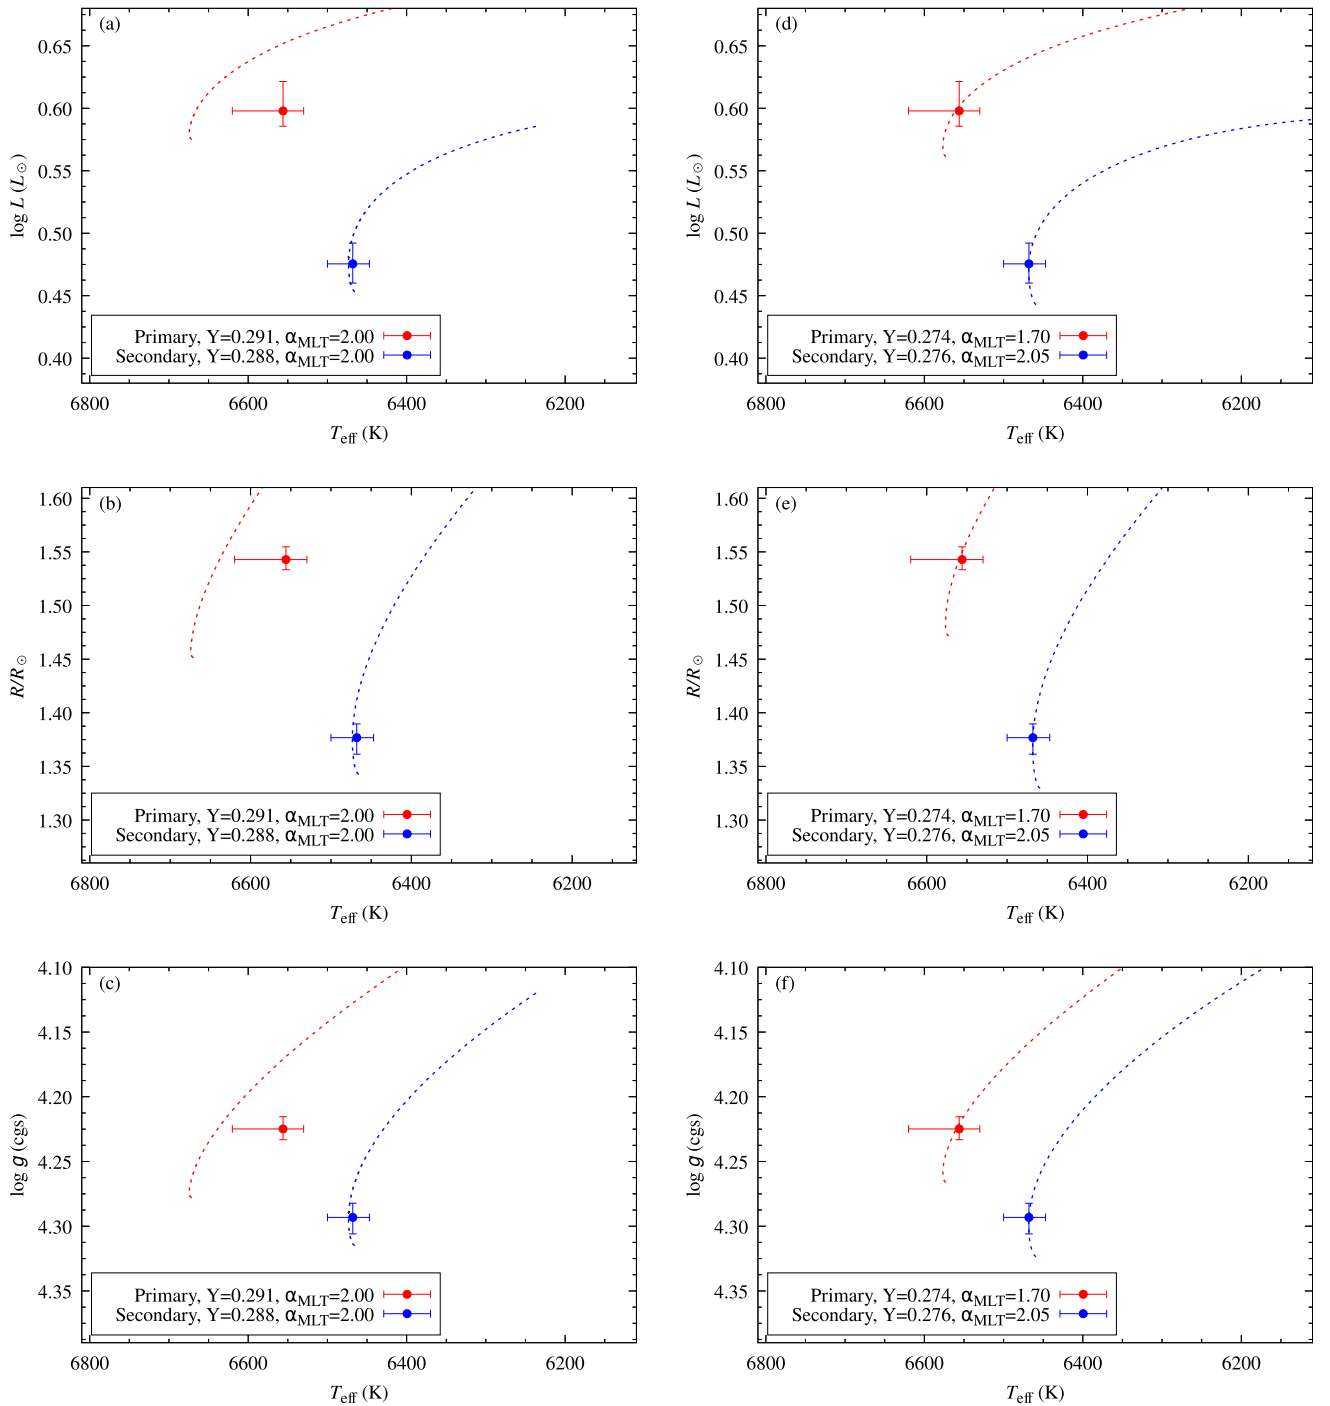 (a)
0.65
0.60
0.55
0.50
0.45
0.40
log L (L☉)
Primary, Y=0.291, αMLT=2.00
Secondary, Y=0.288, αMLT=2.00
6800 6600 6400 6200
Teff (K)
(d)
0.65
0.60
0.55
0.50
0.45
0.40
log L (L☉)
Primary, Y=0.274, αMLT=1.70
Secondary, Y=0.276, αMLT=2.05
6800 6600 6400 6200
Teff (K)
(b)
1.60
1.55
1.50
1.45
1.40
1.35
1.30
R/R☉
Primary, Y=0.291, αMLT=2.00
Secondary, Y=0.288, αMLT=2.00
6800 6600 6400 6200
Teff (K)
(e)
1.60
1.55
1.50
1.45
1.40
1.35
1.30
R/R☉
Primary, Y=0.274, αMLT=1.70
Secondary, Y=0.276, αMLT=2.05
6800 6600 6400 6200
Teff (K)
(c)
4.10
4.15
4.20
4.25
4.30
4.35
log g (cgs)
Primary, Y=0.291, αMLT=2.00
Secondary, Y=0.288, αMLT=2.00
6800 6600 6400 6200
Teff (K)
(f)
4.10
4.15
4.20
4.25
4.30
4.35
log g (cgs)
Primary, Y=0.274, αMLT=1.70
Secondary, Y=0.276, αMLT=2.05
6800 6600 6400 6200
Teff (K)